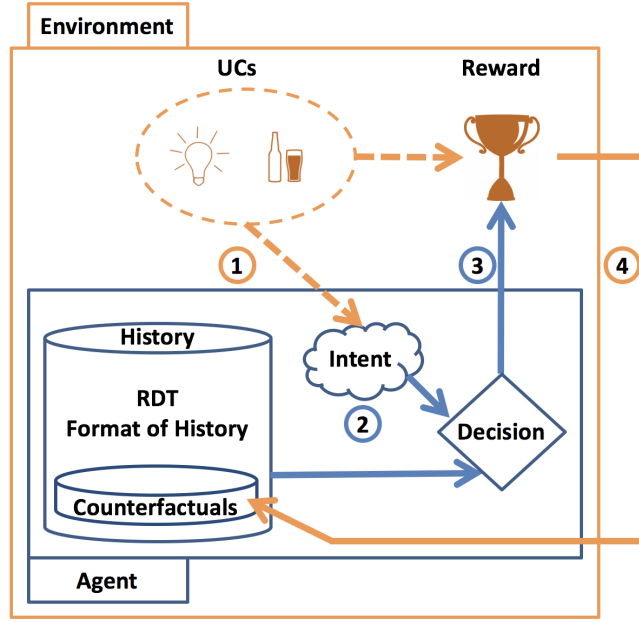 Environment
UCs
Reward
1
3
4
History
RDT
Format of History
Intent
2
Decision
Counterfactuals
Agent